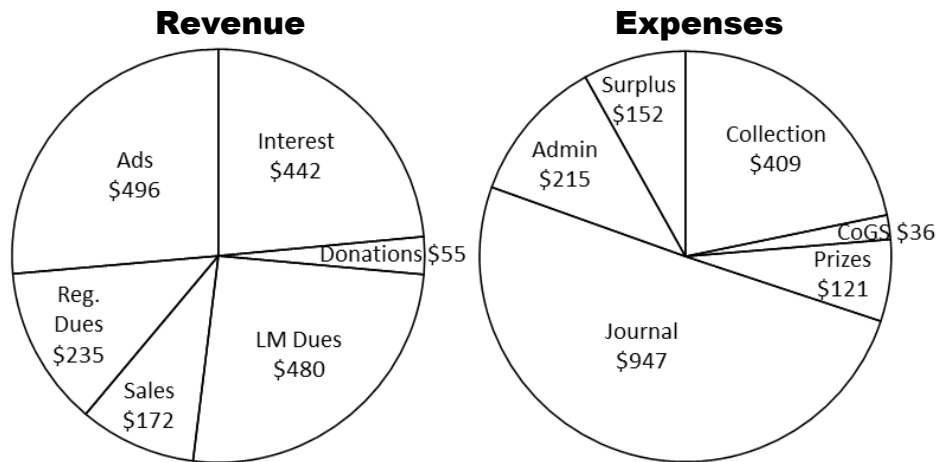 Revenue
Interest
$442
Donations $55
LM Dues
$480
Sales
$172
Reg.
Dues
$235
Ads
$496
Expenses
Collection
$409
CoGS $36
Prizes
$121
Journal
$947
Admin
$215
Surplus
$152